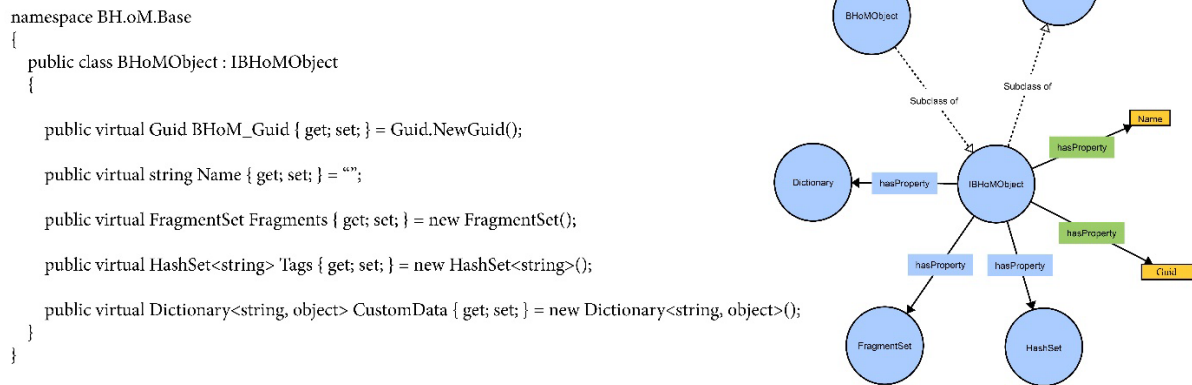 namespace BH.oM.Base
{
public class BHoMObject : IBHoMObject
{
public virtual Guid BHoM_Guid { get; set; } = Guid.NewGuid();
public virtual string Name { get; set; } = “”;
public virtual FragmentSet Fragments { get; set; } = new FragmentSet();
public virtual HashSet<string> Tags { get; set; } = new HashSet<string>();
public virtual Dictionary<string, object> CustomData { get; set; } = new Dictionary<string, object>();
}
}
BHoMObject
Subclass of
Subclass of
Name
hasProperty
Dictionary
hasProperty
IBHoMObject
hasProperty
Guid
hasProperty
hasProperty
FragmentSet
HashSet